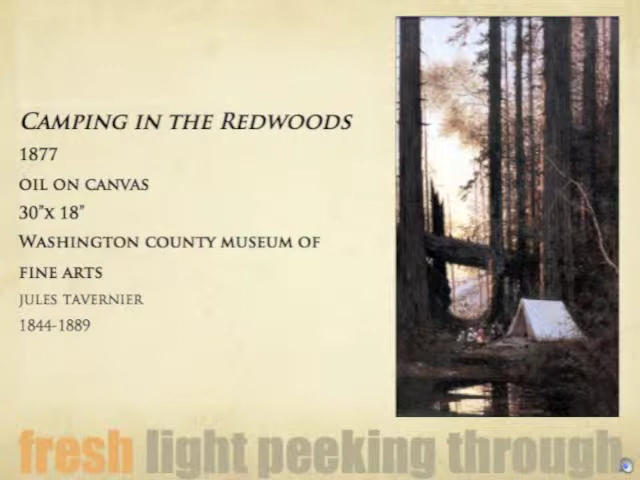 Camping in the Redwoods
1877
oil on canvas
30"x 18"
Washington county museum of
fine arts
jules tavernier
1844-1889
fresh light peeking through